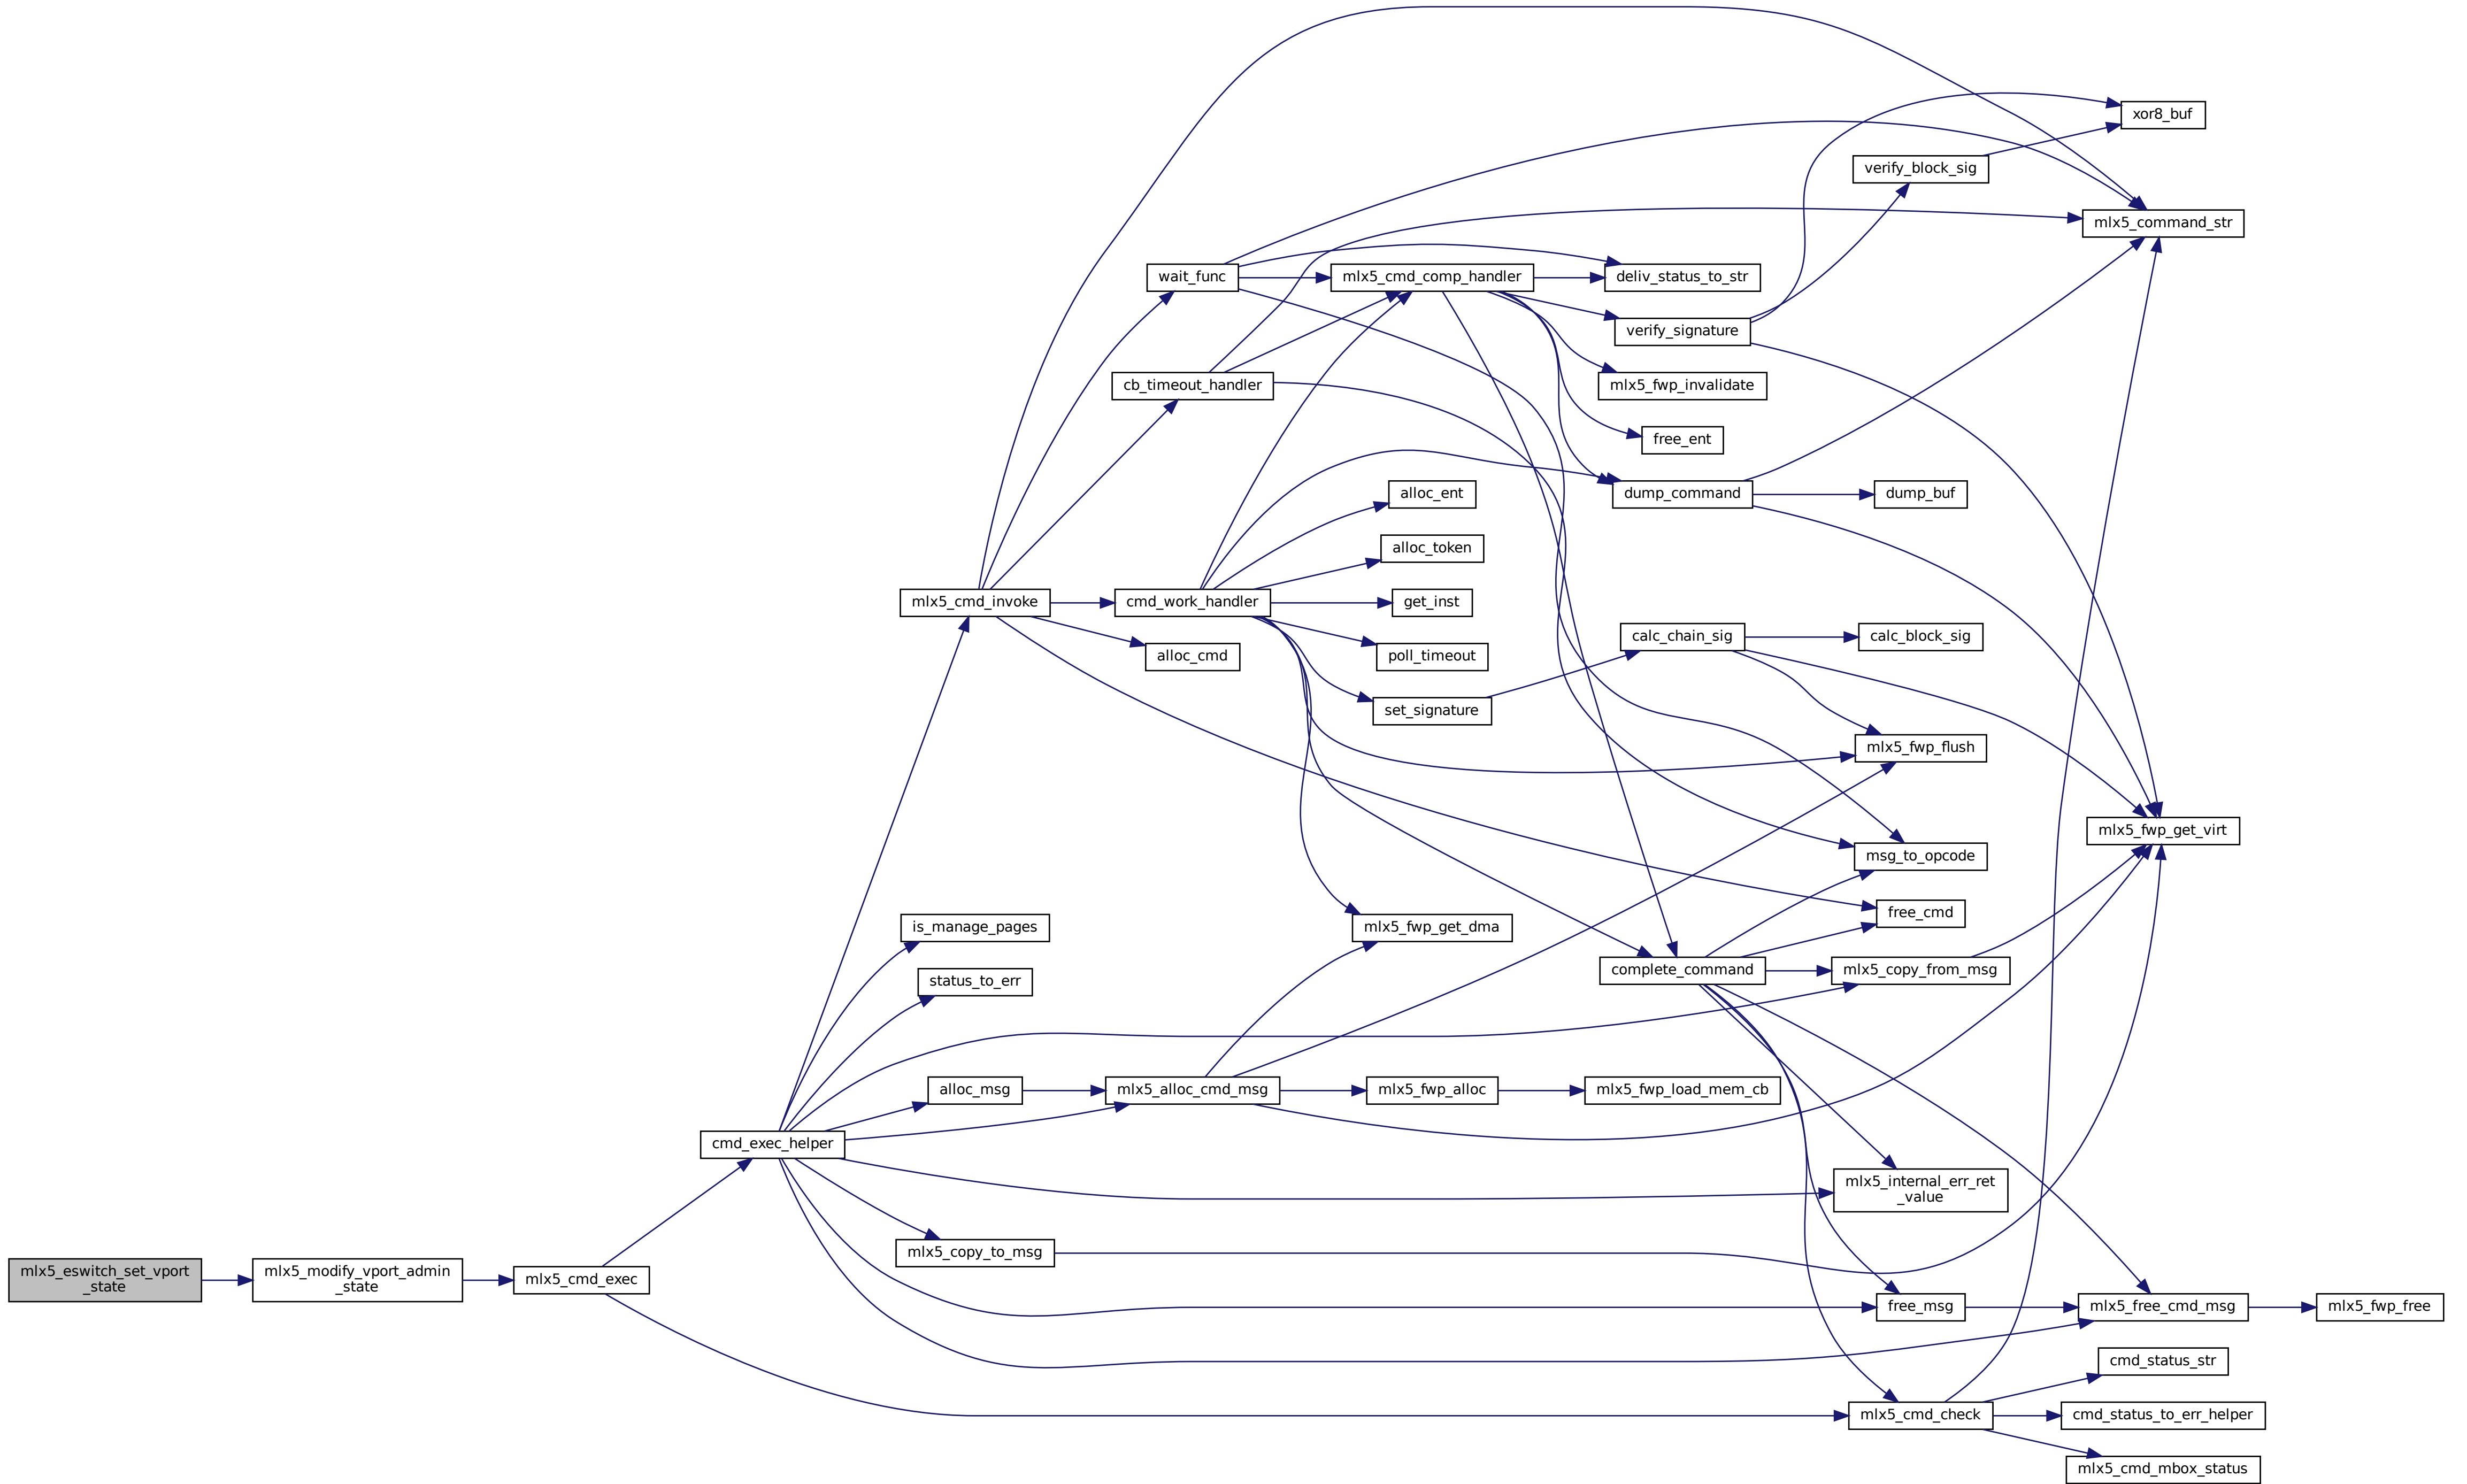 xor8_buf
verify_block_sig
mlx5_command_str
wait_func
mlx5_cmd_comp_handler
deliv_status_to_str
verify_signature
cb_timeout_handler
mlx5_fwp_invalidate
free_ent
alloc_ent
dump_command
dump_buf
alloc_token
mlx5_cmd_invoke
cmd_work_handler
get_inst
calc_chain_sig
calc_block_sig
alloc_cmd
poll_timeout
set_signature
mlx5_fwp_flush
mlx5_fwp_get_virt
msg_to_opcode
free_cmd
is_manage_pages
mlx5_fwp_get_dma
status_to_err
complete_command
mlx5_copy_from_msg
alloc_msg
mlx5_alloc_cmd_msg
mlx5_fwp_alloc
mlx5_fwp_load_mem_cb
cmd_exec_helper
mlx5_internal_err_ret
_value
mlx5_copy_to_msg
mlx5_eswitch_set_vport
_state
mlx5_modify_vport_admin
_state
mlx5_cmd_exec
free_msg
mlx5_free_cmd_msg
mlx5_fwp_free
cmd_status_str
mlx5_cmd_check
cmd_status_to_err_helper
mlx5_cmd_mbox_status